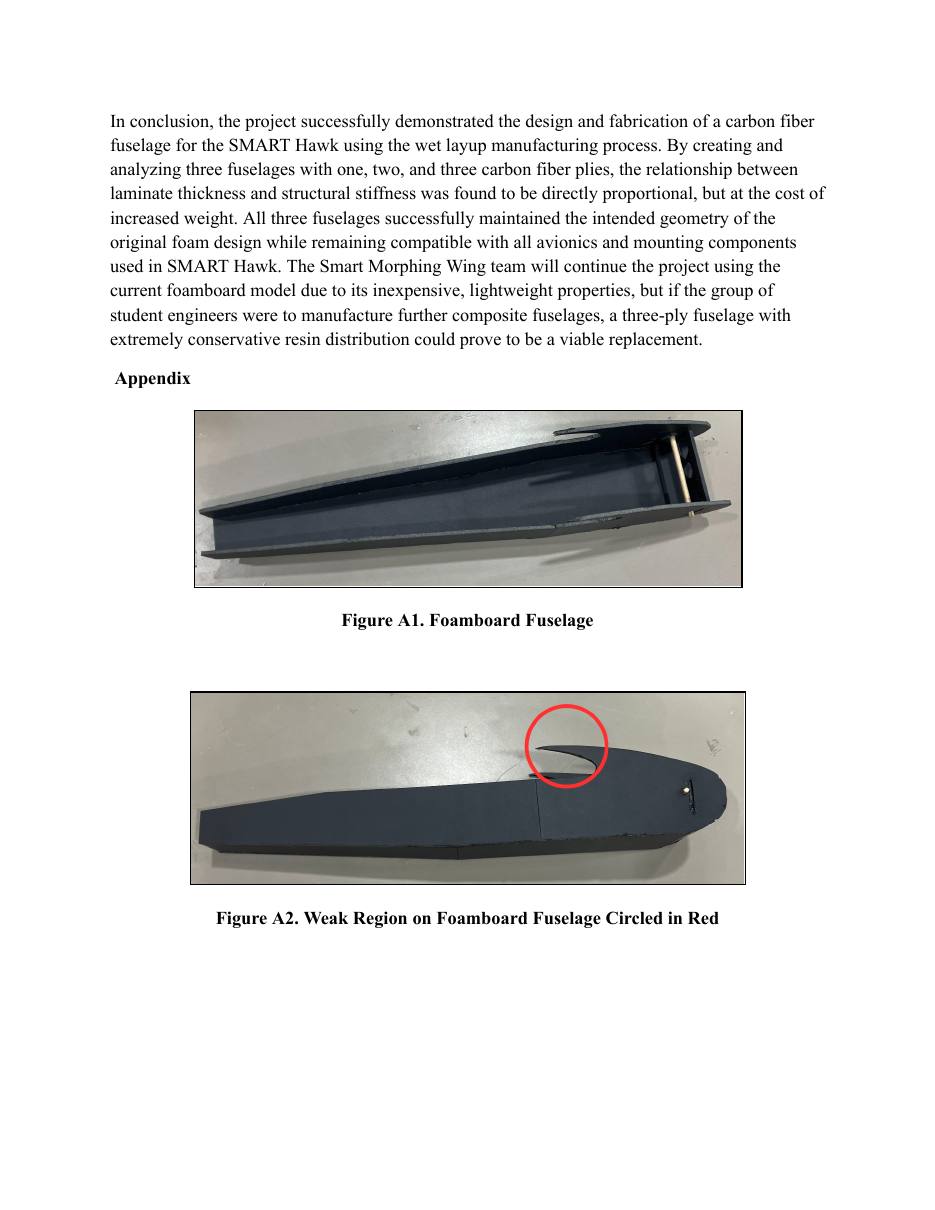 In conclusion, the project successfully demonstrated the design and fabrication of a carbon fiber
fuselage for the SMART Hawk using the wet layup manufacturing process. By creating and
analyzing three fuselages with one, two, and three carbon fiber plies, the relationship between
laminate thickness and structural stiffness was found to be directly proportional, but at the cost of
increased weight. All three fuselages successfully maintained the intended geometry of the
original foam design while remaining compatible with all avionics and mounting components
used in SMART Hawk. The Smart Morphing Wing team will continue the project using the
current foamboard model due to its inexpensive, lightweight properties, but if the group of
student engineers were to manufacture further composite fuselages, a three-ply fuselage with
extremely conservative resin distribution could prove to be a viable replacement.
Appendix
Figure A1. Foamboard Fuselage
Figure A2. Weak Region on Foamboard Fuselage Circled in Red